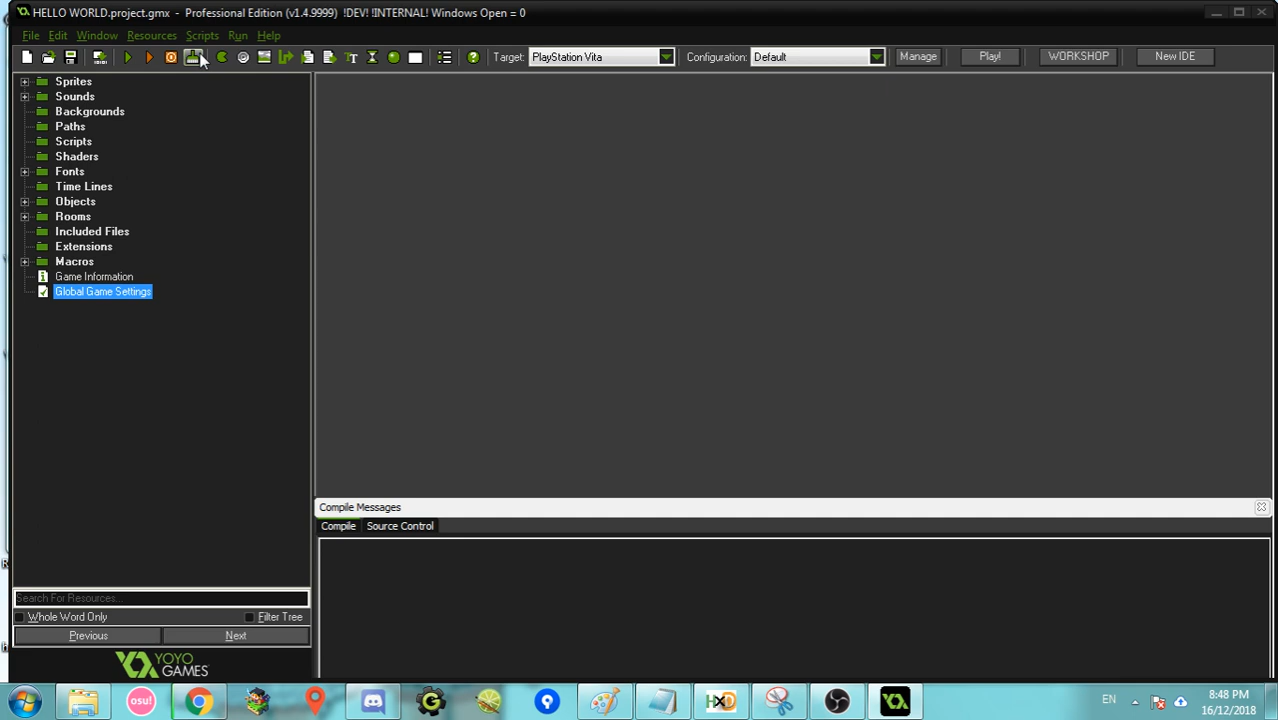 HELLO WORLD.project.gmx - Professional Edition (v1.4.9999) !DEV! !INTERNAL! Windows Open = 0
File Edit Window Resources Scripts Run Help
Target: PlayStation Vita Configuration: Default Manage Play! WORKSHOP New IDE
Sprites
Sounds
Backgrounds
Paths
Scripts
Shaders
Fonts
Time Lines
Objects
Rooms
Included Files
Extensions
Macros
Game Information
Global Game Settings
Compile Messages
Compile Source Control
Search For Resources...
Whole Word Only Filter Tree
Previous Next
YOYO
GAMES
osu!
EN
8:48 PM
16/12/2018